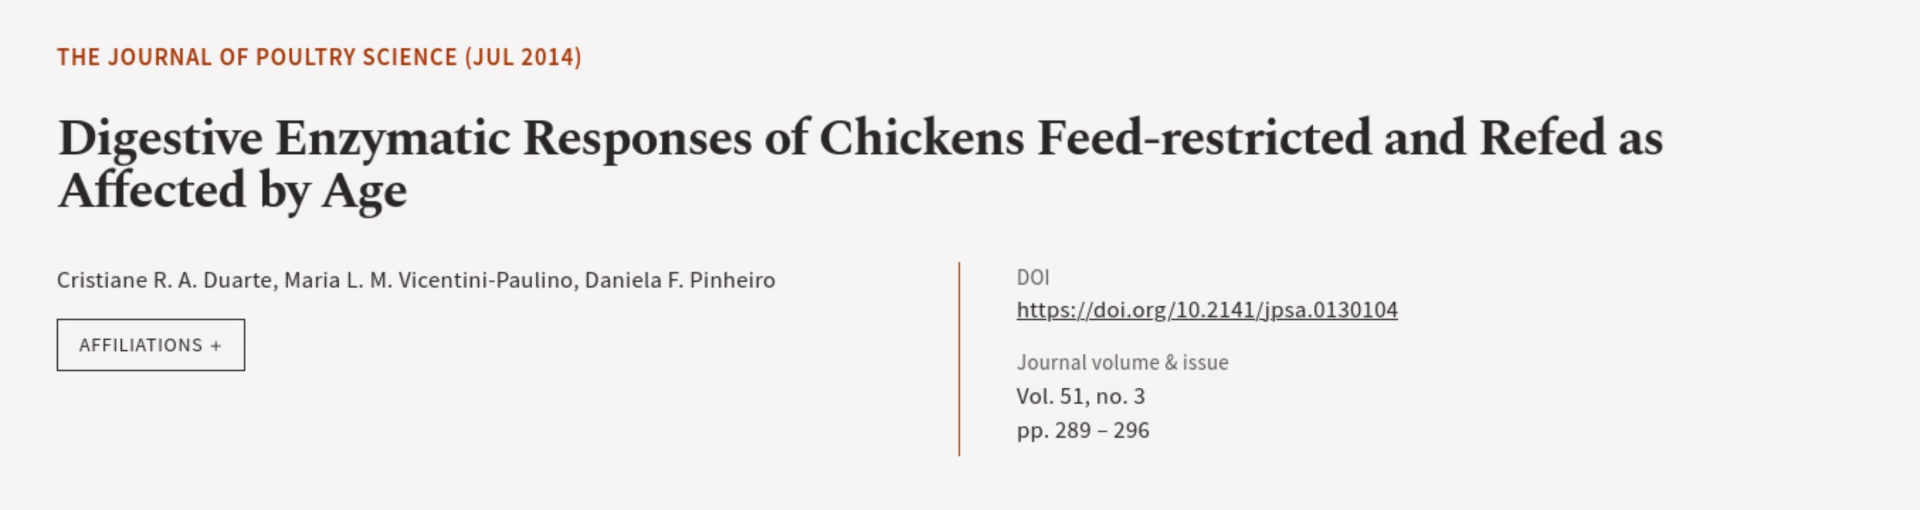 THE JOURNAL OF POULTRY SCIENCE (JUL 2014)
Digestive Enzymatic Responses of Chickens Feed-restricted and Refed as
Affected by Age
Cristiane R. A. Duarte, Maria L. M. Vicentini-Paulino, Daniela F. Pinheiro
AFFILIATIONS +
DOI
https://doi.org/10.2141/jpsa.0130104
Journal volume & issue
Vol. 51, no. 3
pp. 289 – 296